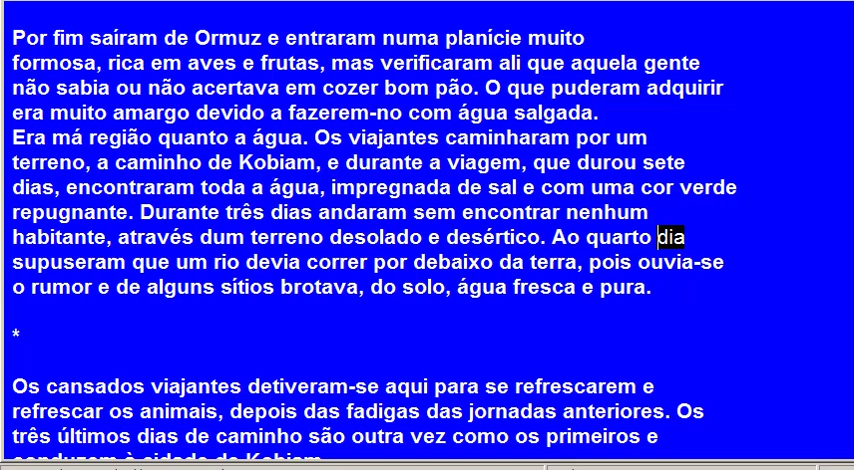 Por fim saíram de Ormuz e entraram numa planície muito
formosa, rica em aves e frutas, mas verificaram ali que aquela gente
não sabia ou não acertava em cozer bom pão. O que puderam adquirir
era muito amargo devido a fazerem-no com água salgada.
Era má região quanto a água. Os viajantes caminharam por um
terreno, a caminho de Kobiam, e durante a viagem, que durou sete
dias, encontraram toda a água, impregnada de sal e com uma cor verde
repugnante. Durante três dias andaram sem encontrar nenhum
habitante, através dum terreno desolado e desértico. Ao quarto dia
supuseram que um rio devia correr por debaixo da terra, pois ouvia-se
o rumor e de alguns sítios brotava, do solo, água fresca e pura.
*
Os cansados viajantes detiveram-se aqui para se refrescarem e
refrescar os animais, depois das fadigas das jornadas anteriores. Os
três últimos dias de caminho são outra vez como os primeiros e
conduzem à cidade de Kobiam